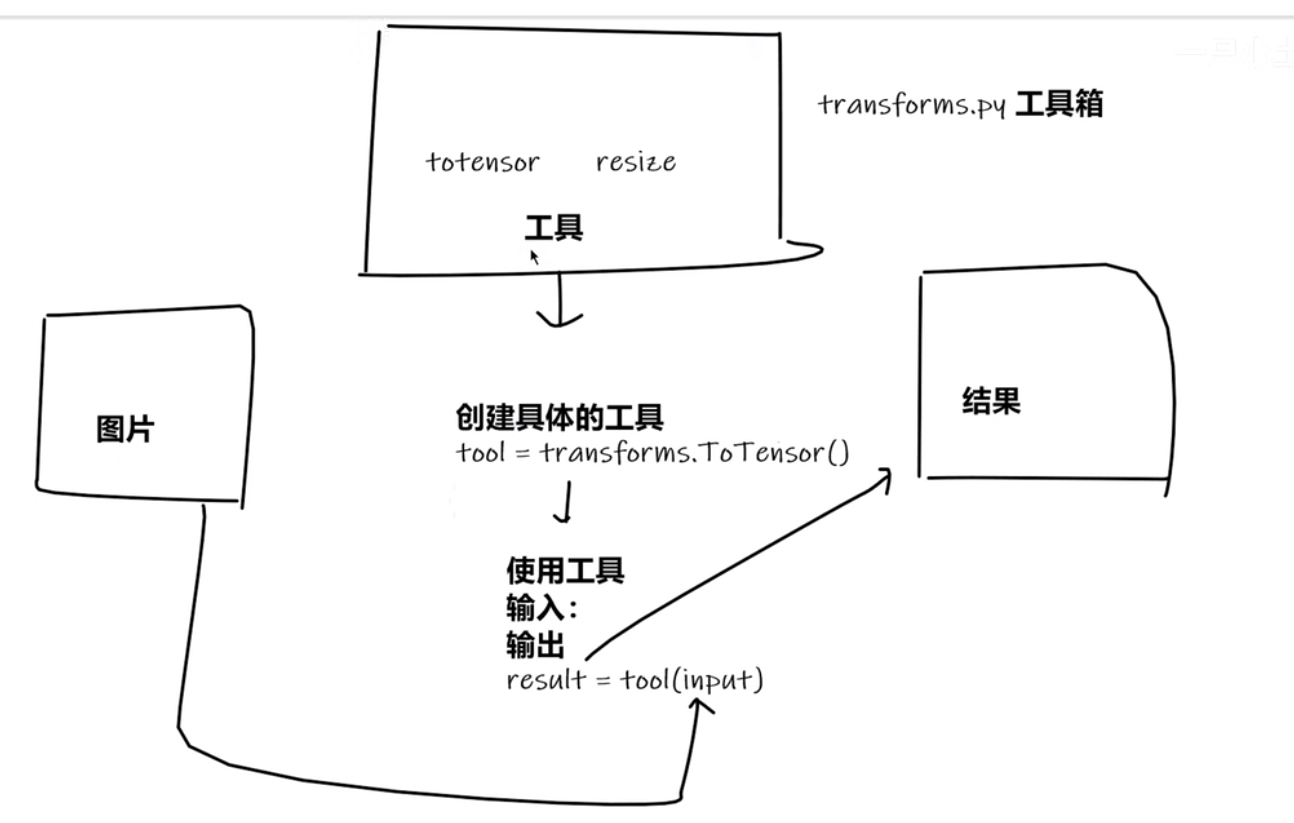 transforms.py 工具箱
totensor resize
工具
图片
创建具体的工具
tool = transforms.ToTensor()
结果
使用工具
输入：
输出
result = tool(input)